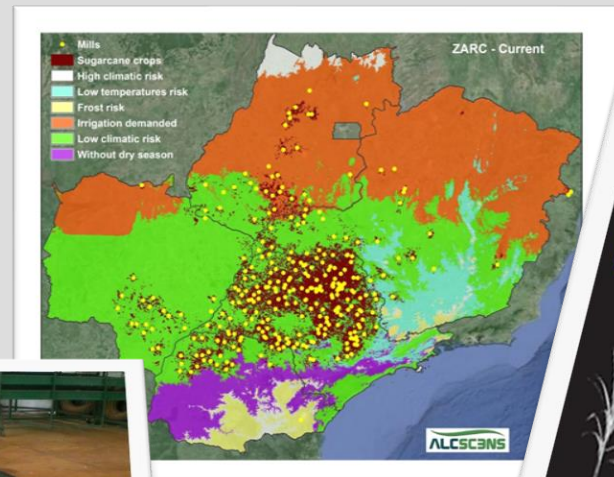 Mills
Sugarcane crops
High climatic risk
Low temperatures risk
Frost risk
Irrigation demanded
Low climatic risk
Without dry season
ZARC - Current
ALCSCENS